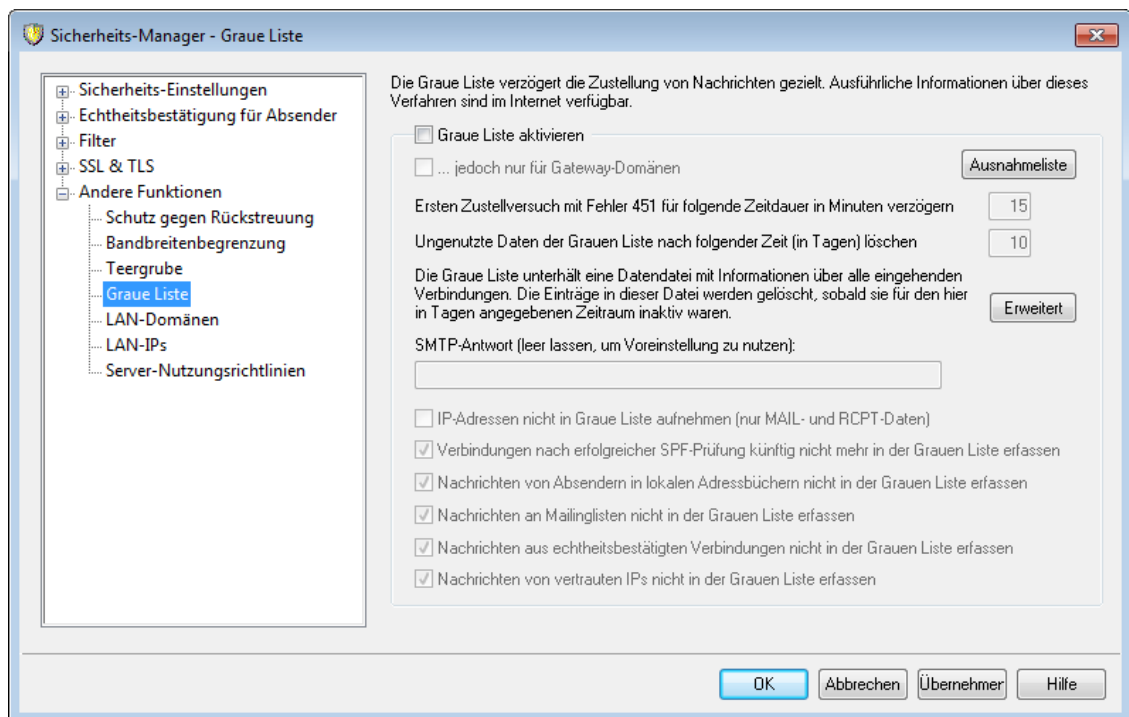 Sicherheits-Manager - Graue Liste
Sicherheits-Einstellungen
Echtheitsbestätigung für Absender
Filter
SSL & TLS
Andere Funktionen
Schutz gegen Rückstreuung
Bandbreitenbegrenzung
Teergrube
Graue Liste
LAN-Domänen
LAN-IPs
Server-Nutzungsrichtlinien
Die Graue Liste verzögert die Zustellung von Nachrichten gezielt. Ausführliche Informationen über dieses
Verfahren sind im Internet verfügbar.
Graue Liste aktivieren
... jedoch nur für Gateway-Domänen
Ausnahmeliste
Ersten Zustellversuch mit Fehler 451 für folgende Zeitdauer in Minuten verzögern
15
Ungenutzte Daten der Grauen Liste nach folgender Zeit (in Tagen) löschen
10
Die Graue Liste unterhält eine Datendatei mit Informationen über alle eingehenden
Verbindungen. Die Einträge in dieser Datei werden gelöscht, sobald sie für den hier
in Tagen angegebenen Zeitraum inaktiv waren.
Erweitert
SMTP-Antwort (leer lassen, um Voreinstellung zu nutzen):
IP-Adressen nicht in Graue Liste aufnehmen (nur MAIL- und RCPT-Daten)
Verbindungen nach erfolgreicher SPF-Prüfung künftig nicht mehr in der Grauen Liste erfassen
Nachrichten von Absendern in lokalen Adressbüchern nicht in der Grauen Liste erfassen
Nachrichten an Mailinglisten nicht in der Grauen Liste erfassen
Nachrichten aus echtheitsbestätigten Verbindungen nicht in der Grauen Liste erfassen
Nachrichten von vertrauten IPs nicht in der Grauen Liste erfassen
OK
Abbrechen
Übernehmer
Hilfe